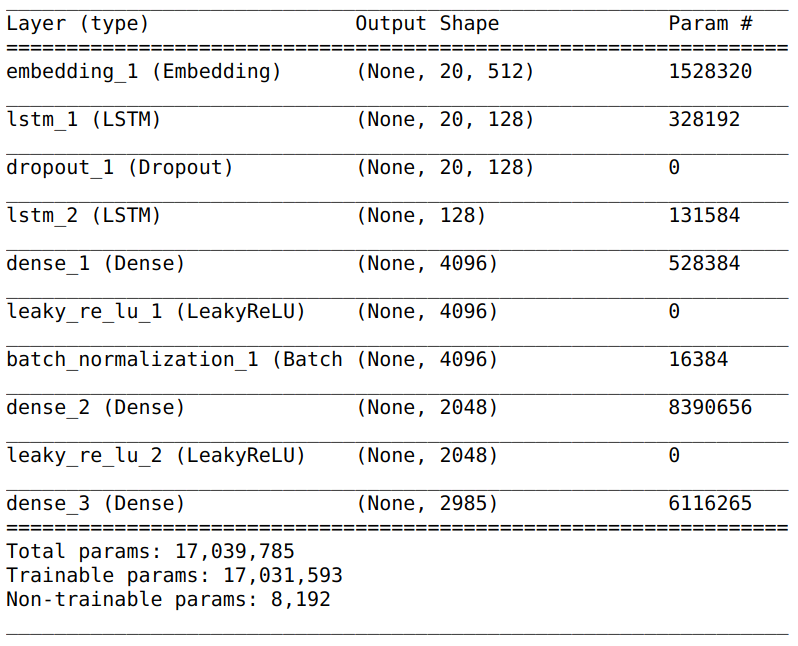 Layer (type) Output Shape Param #
embedding_1 (Embedding) (None, 20, 512) 1528320
lstm_1 (LSTM) (None, 20, 128) 328192
dropout_1 (Dropout) (None, 20, 128) 0
lstm_2 (LSTM) (None, 128) 131584
dense_1 (Dense) (None, 4096) 528384
leaky_re_lu_1 (LeakyReLU) (None, 4096) 0
batch_normalization_1 (Batch (None, 4096) 16384
dense_2 (Dense) (None, 2048) 8390656
leaky_re_lu_2 (LeakyReLU) (None, 2048) 0
dense_3 (Dense) (None, 2985) 6116265
Total params: 17,039,785
Trainable params: 17,031,593
Non-trainable params: 8,192